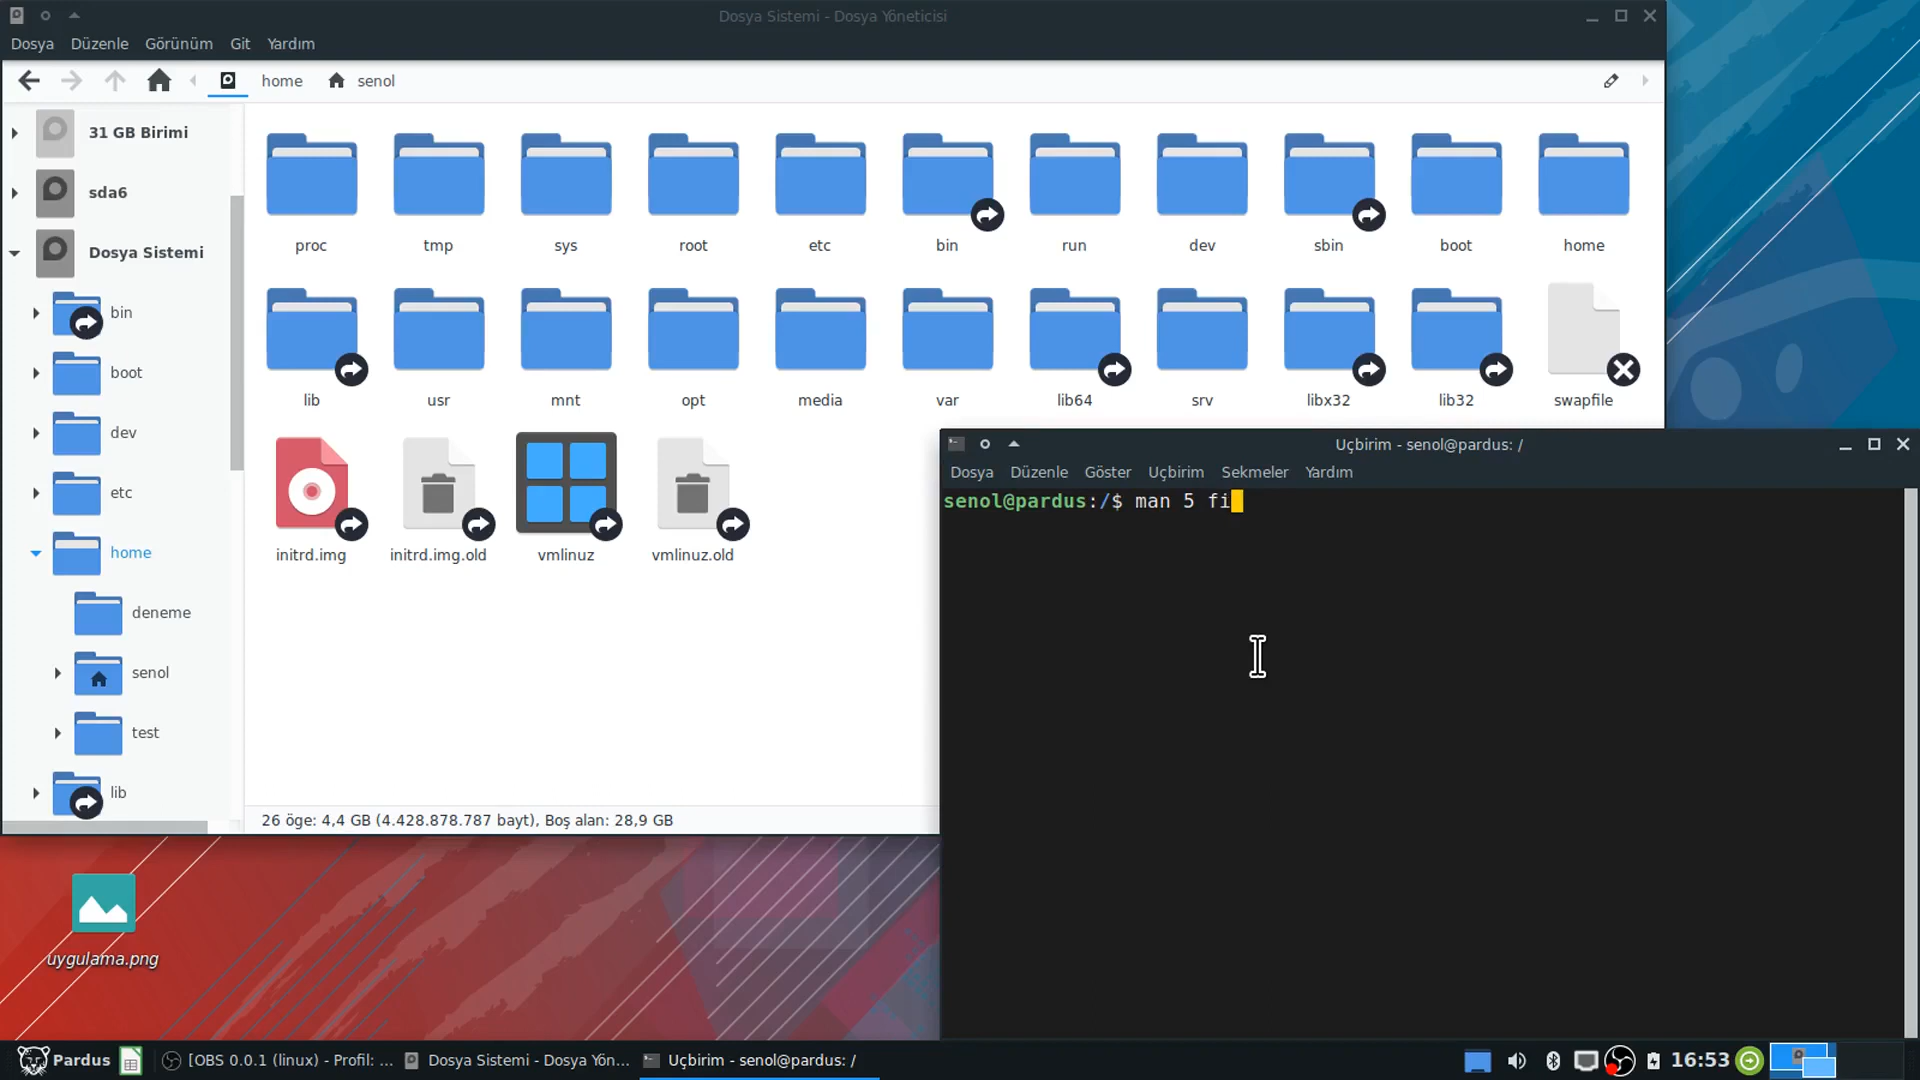 Dosya Sistemi - Dosya Yöneticisi
Dosya Düzenle Görünüm Git Yardım
home senol
31 GB Birimi
sda6
Dosya Sistemi
bin
boot
dev
etc
home
deneme
senol
test
lib
proc tmp sys root etc bin run dev sbin boot home
lib usr mnt opt media var lib64 srv libx32 lib32 swapfile
initrd.img initrd.img.old vmlinuz vmlinuz.old
26 öge: 4,4 GB (4.428.878.787 bayt), Boş alan: 28,9 GB
Uçbirim - senol@pardus: /
Dosya Düzenle Göster Uçbirim Sekmeler Yardım
senol@pardus:/$ man 5 fi
uygulama.png
Pardus [OBS 0.0.1 (linux) - Profil: ... Dosya Sistemi - Dosya Yön... Uçbirim - senol@pardus: / 16:53